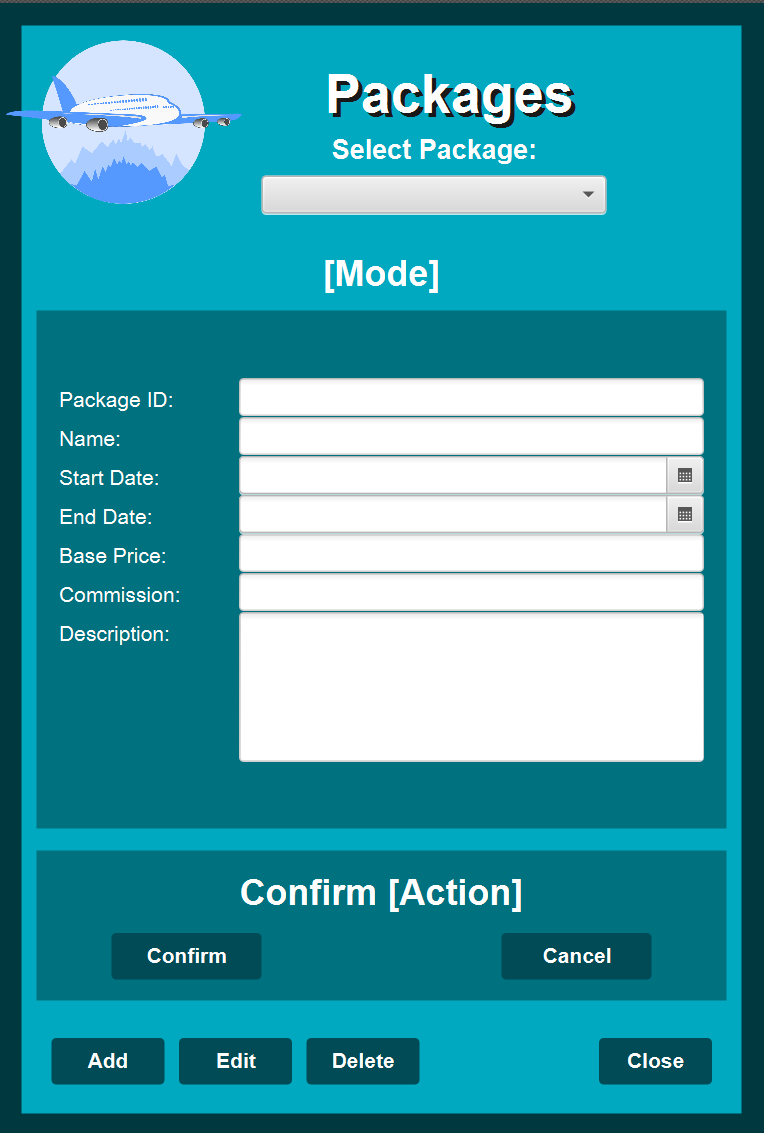 Packages
Select Package:
[Mode]
Package ID:
Name:
Start Date:
End Date:
Base Price:
Commission:
Description:
Confirm [Action]
Confirm Cancel
Add Edit Delete Close